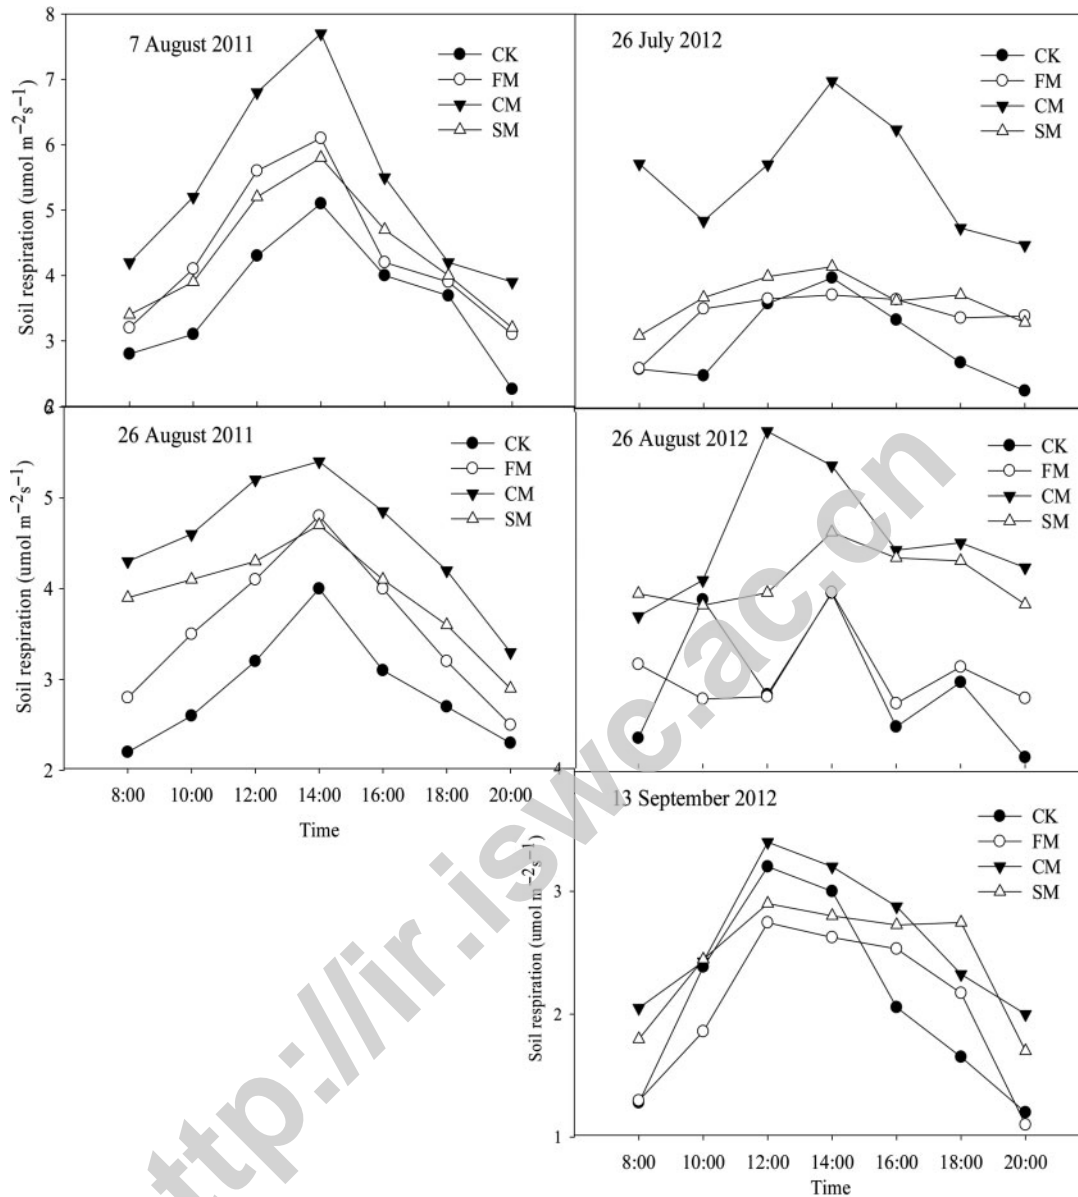 8
7
6
5
4
3
2
Soil respiration (umol m⁻²s⁻¹)
7 August 2011
CK
FM
CM
SM
26 July 2012
CK
FM
CM
SM
6
5
4
3
2
Soil respiration (umol m⁻²s⁻¹)
26 August 2011
CK
FM
CM
SM
8:00 10:00 12:00 14:00 16:00 18:00 20:00
Time
26 August 2012
CK
FM
CM
SM
4
3
2
1
Soil respiration (umol m⁻²s⁻¹)
13 September 2012
CK
FM
CM
SM
8:00 10:00 12:00 14:00 16:00 18:00 20:00
Time
ttp://ir.iswc.ac.cn